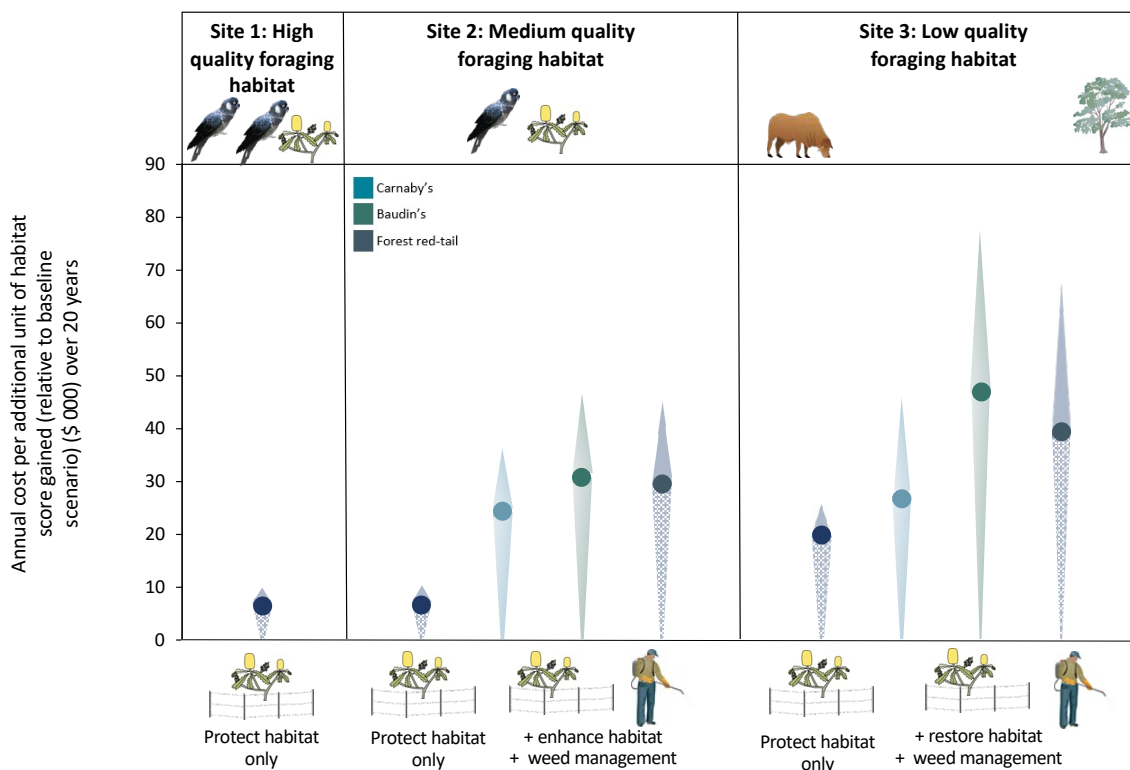 Site 1: High
quality foraging
habitat
Site 2: Medium quality
foraging habitat
Site 3: Low quality
foraging habitat
Annual cost per additional unit of habitat
score gained (relative to baseline
scenario) ($ 000) over 20 years
90
80
70
60
50
40
30
20
10
0
Carnaby's
Baudin's
Forest red-tail
Protect habitat
only
Protect habitat
only
+ enhance habitat
+ weed management
Protect habitat
only
+ restore habitat
+ weed management